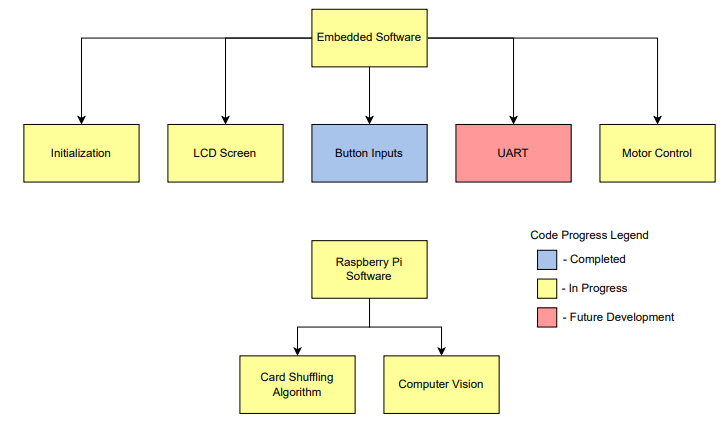 Embedded Software
Initialization
LCD Screen
Button Inputs
UART
Motor Control
Code Progress Legend
- Completed
- In Progress
- Future Development
Raspberry Pi
Software
Card Shuffling
Algorithm
Computer Vision